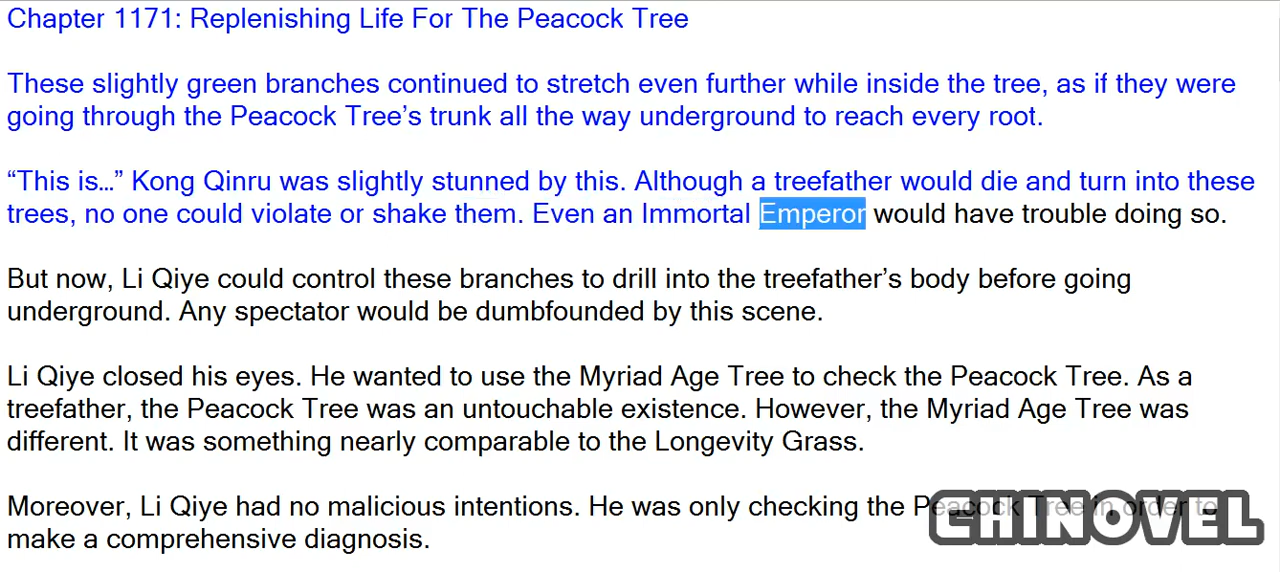 Chapter 1171: Replenishing Life For The Peacock Tree
These slightly green branches continued to stretch even further while inside the tree, as if they were
going through the Peacock Tree’s trunk all the way underground to reach every root.
“This is…” Kong Qinru was slightly stunned by this. Although a treefather would die and turn into these
trees, no one could violate or shake them. Even an Immortal Emperor would have trouble doing so.
But now, Li Qiye could control these branches to drill into the treefather’s body before going
underground. Any spectator would be dumbfounded by this scene.
Li Qiye closed his eyes. He wanted to use the Myriad Age Tree to check the Peacock Tree. As a
treefather, the Peacock Tree was an untouchable existence. However, the Myriad Age Tree was
different. It was something nearly comparable to the Longevity Grass.
Moreover, Li Qiye had no malicious intentions. He was only checking the Peacock Tree in order to
make a comprehensive diagnosis.
CHINOVEL